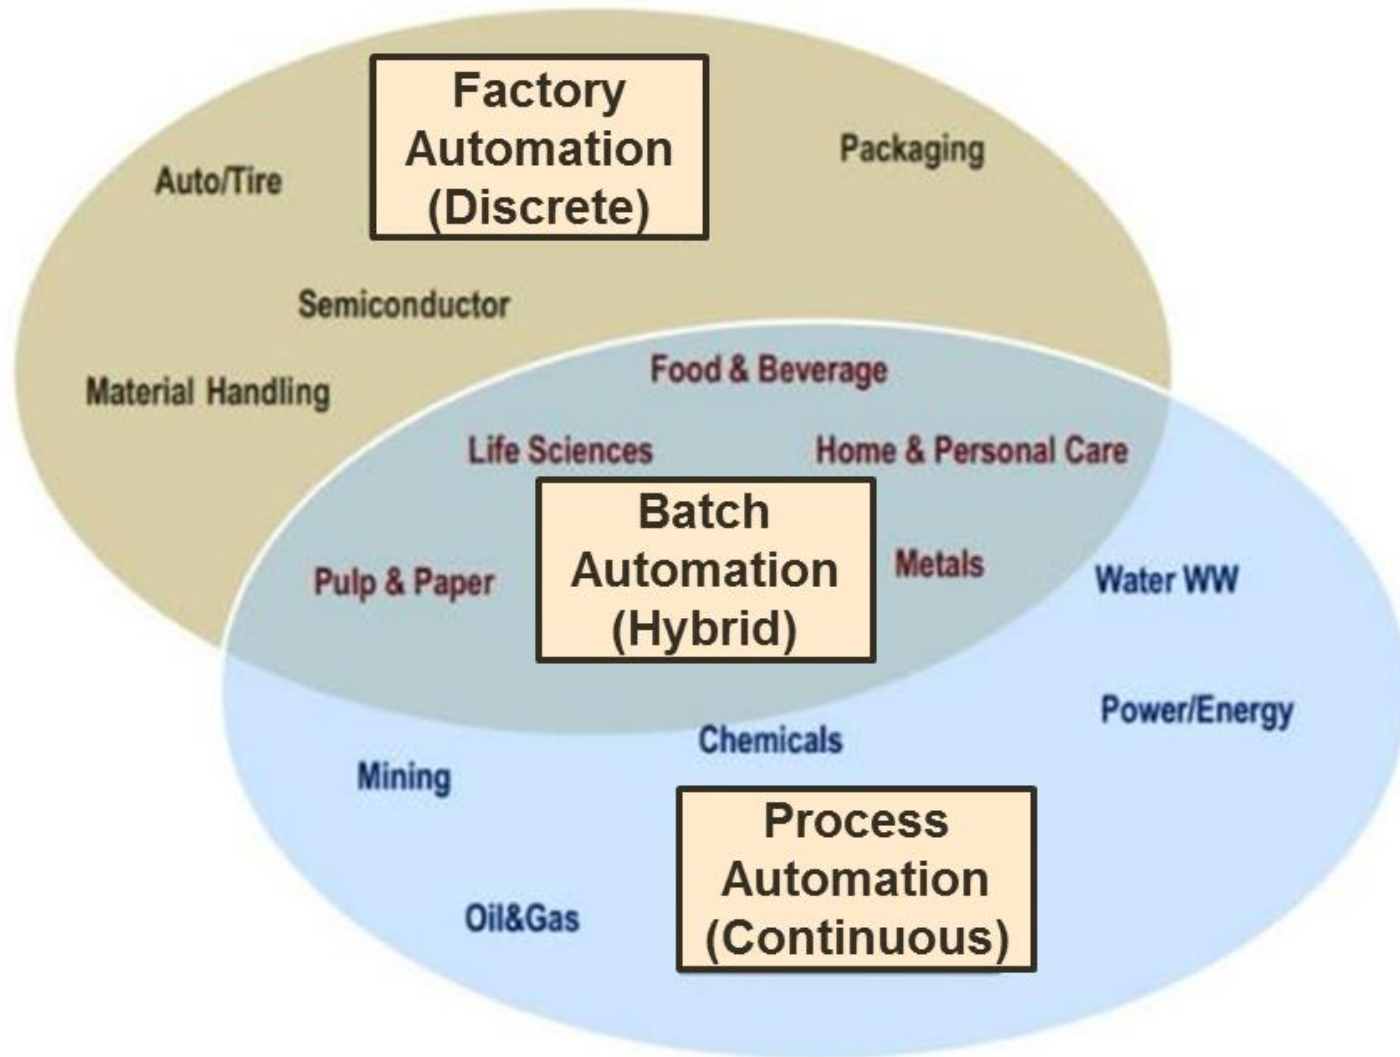 Factory
Automation
(Discrete)
Packaging
Auto/Tire
Semiconductor
Material Handling
Food & Beverage
Life Sciences
Home & Personal Care
Batch
Automation
(Hybrid)
Pulp & Paper
Metals
Water WW
Power/Energy
Chemicals
Mining
Process
Automation
(Continuous)
Oil&Gas